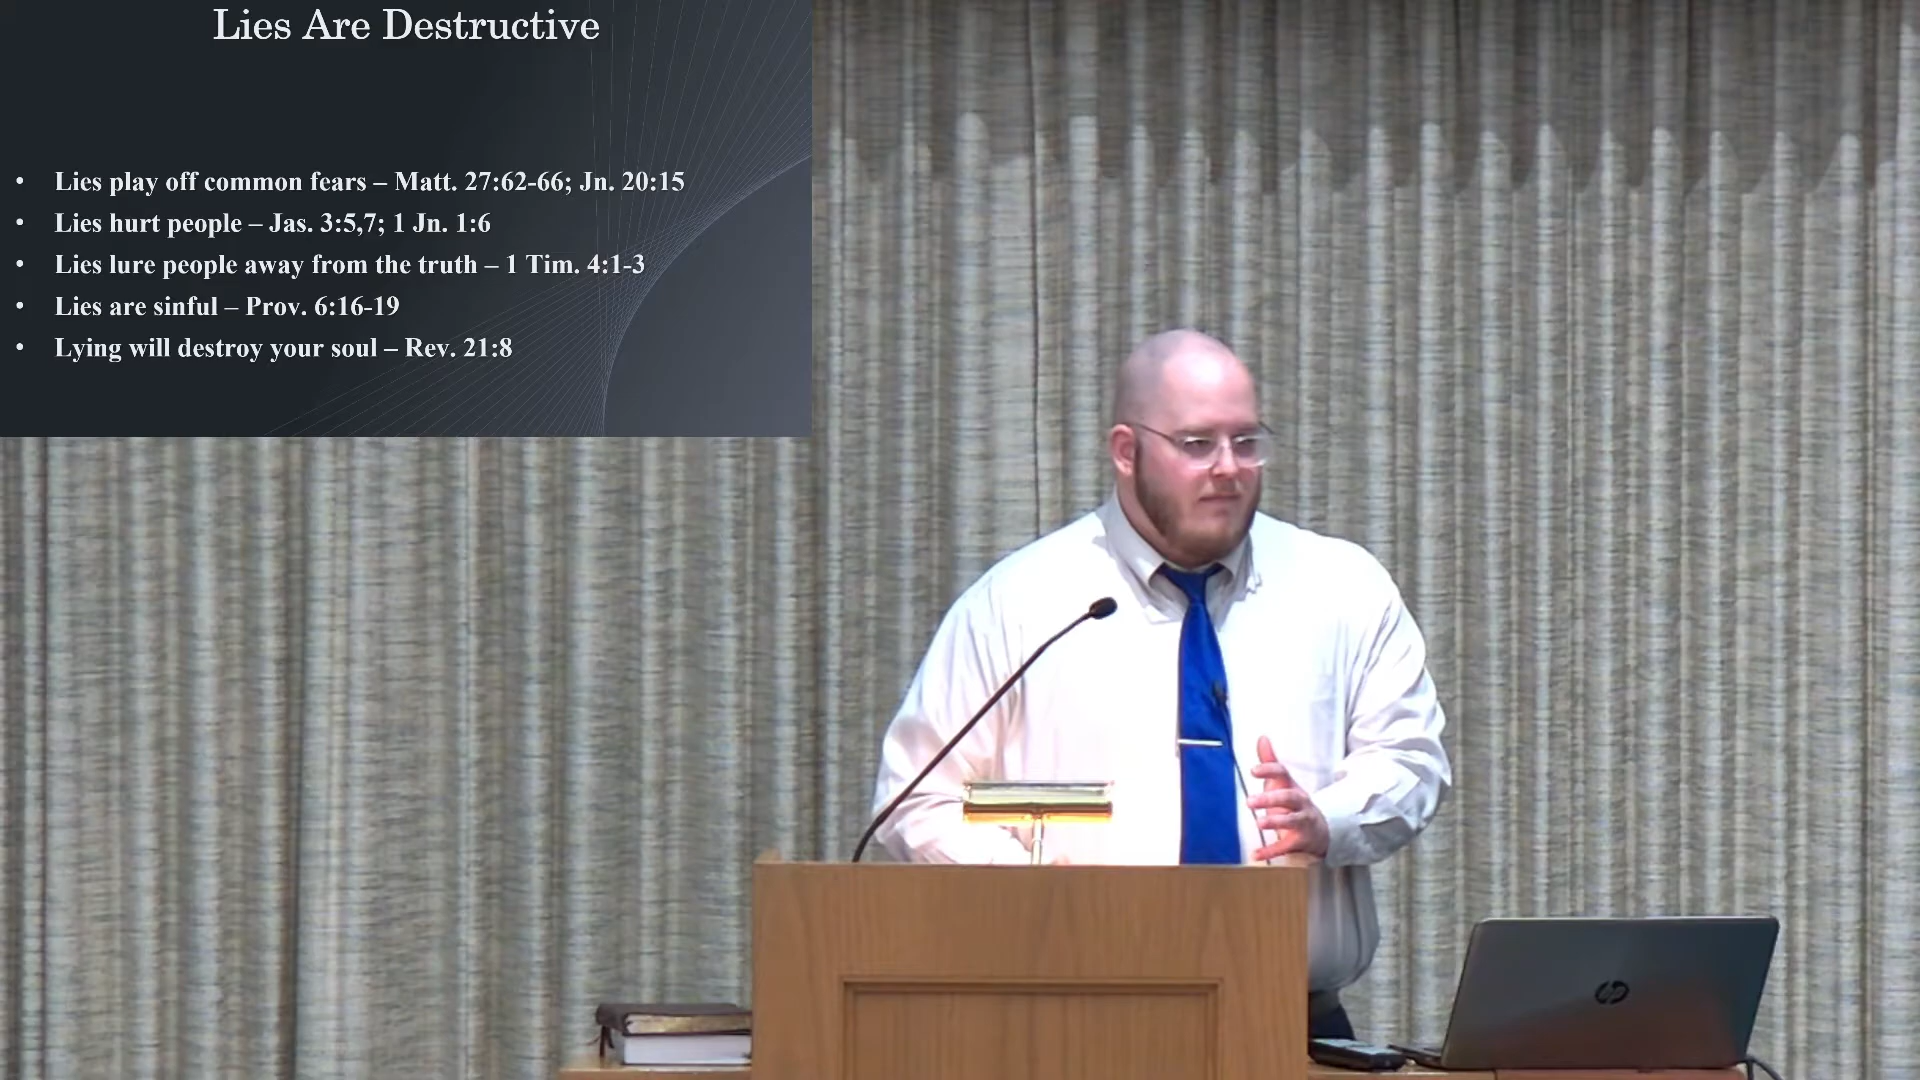 Lies Are Destructive
• Lies play off common fears – Matt. 27:62-66; Jn. 20:15
• Lies hurt people – Jas. 3:5,7; 1 Jn. 1:6
• Lies lure people away from the truth – 1 Tim. 4:1-3
• Lies are sinful – Prov. 6:16-19
• Lying will destroy your soul – Rev. 21:8
hp